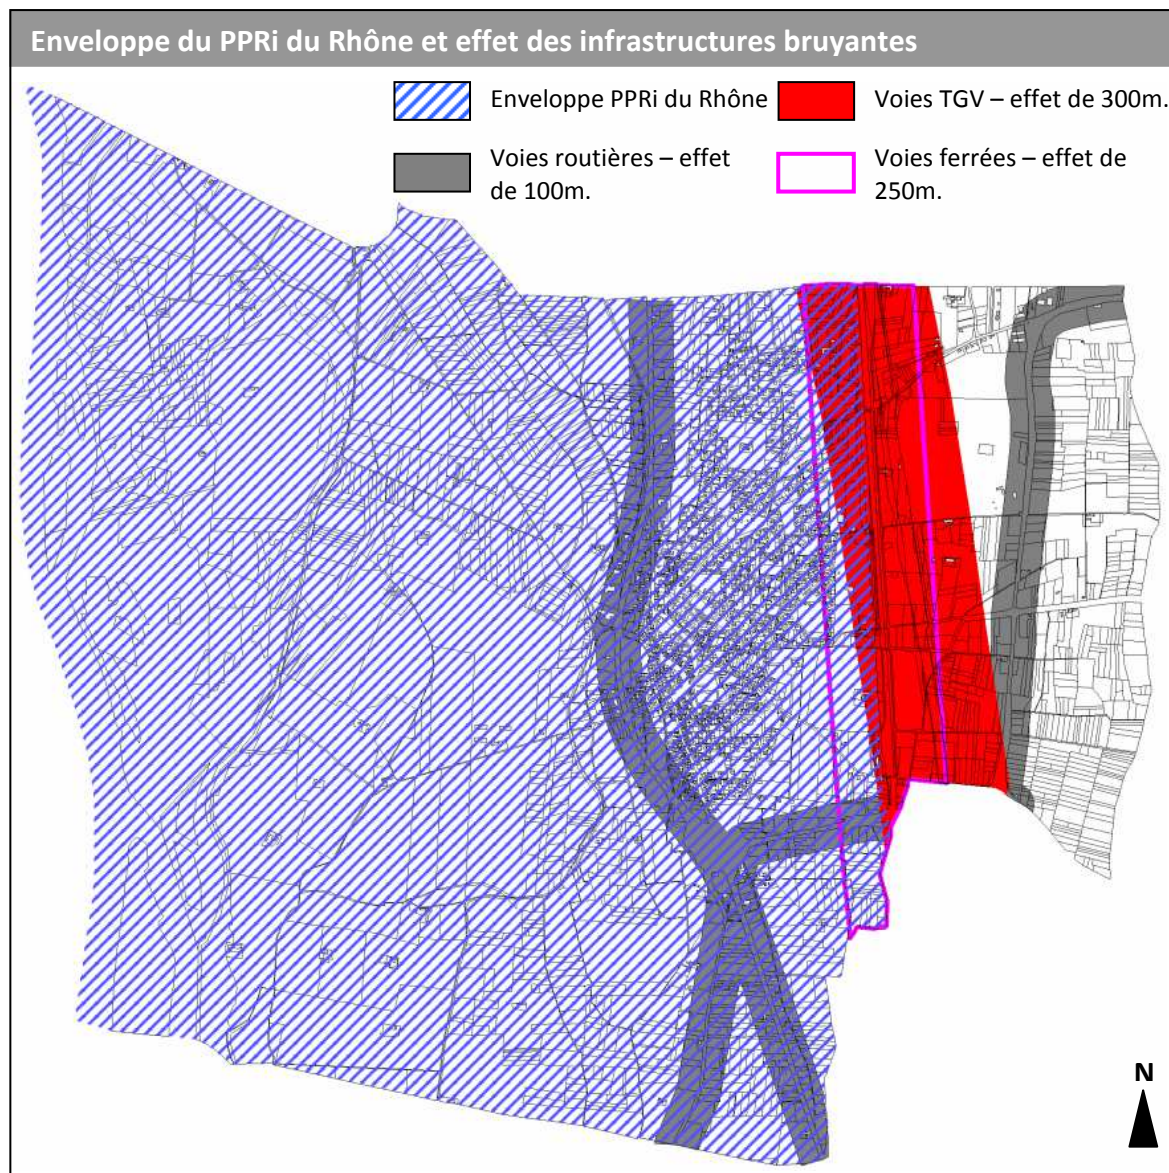 Enveloppe du PPRi du Rhône et effet des infrastructures bruyantes
Enveloppe PPRi du Rhône
Voies TGV – effet de 300m.
Voies routières – effet
de 100m.
Voies ferrées – effet de
250m.
N